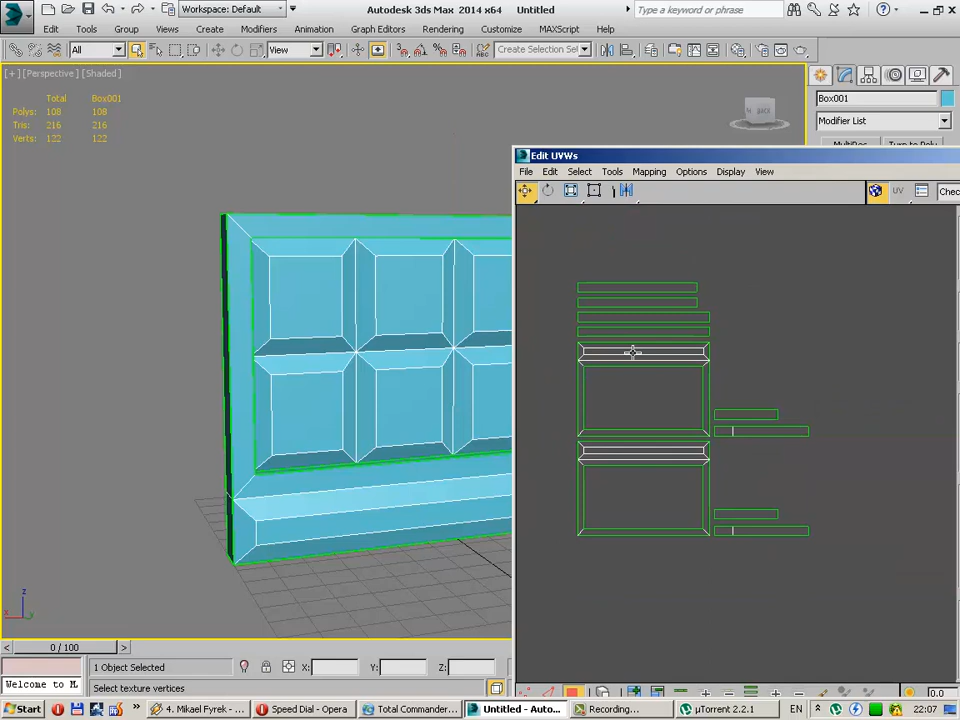 Workspace: Default
Autodesk 3ds Max 2014 x64
Untitled
Type a keyword or phrase
Edit
Tools
Group
Views
Create
Modifiers
Animation
Graph Editors
Rendering
Customize
MAXScript
Help
All
View
Create Selection Set
[+] [Perspective] [Shaded]
Total Box001
Polys: 108 108
Tris: 216 216
Verts: 122 122
BACK
Box001
Modifier List
Edit UVWs
File Edit Select Tools Mapping Options Display View
UV
z
x
y
0 / 100
1 Object Selected
X:
Y:
Z:
Welcome to M
Select texture vertices
0.0
Start
4. Mikael Fyrek - ...
Speed Dial - Opera
Total Commander...
Untitled - Auto...
Recording...
µTorrent 2.2.1
EN
22:07